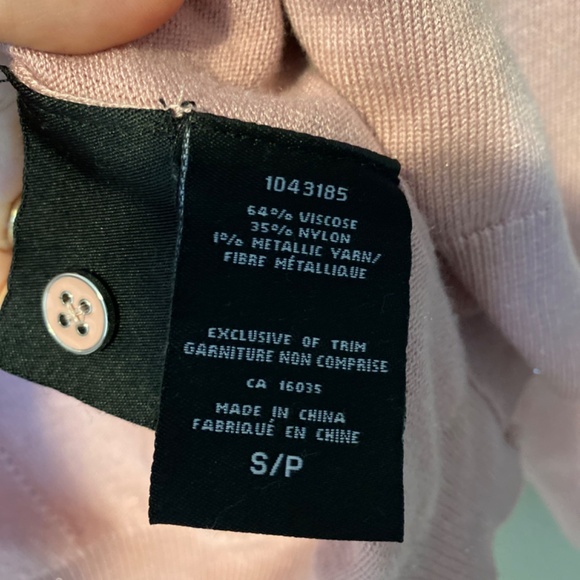 1043185
64% VISCOSE
35% NYLON
1% METALLIC YARN/
FIBRE MÉTALLIQUE
EXCLUSIVE OF TRIM
GARNITURE NON COMPRISE
CA 16035
MADE IN CHINA
FABRIQUÉ EN CHINE
S/P